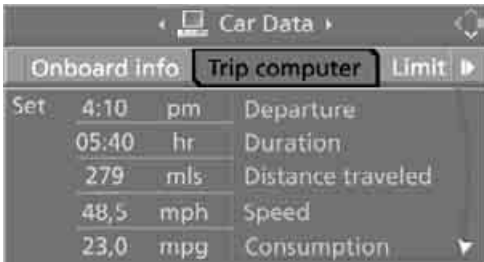 Car Data
Onboard info Trip computer Limit
Set 4:10 pm Departure
05:40 hr Duration
279 mls Distance traveled
48,5 mph Speed
23,0 mpg Consumption